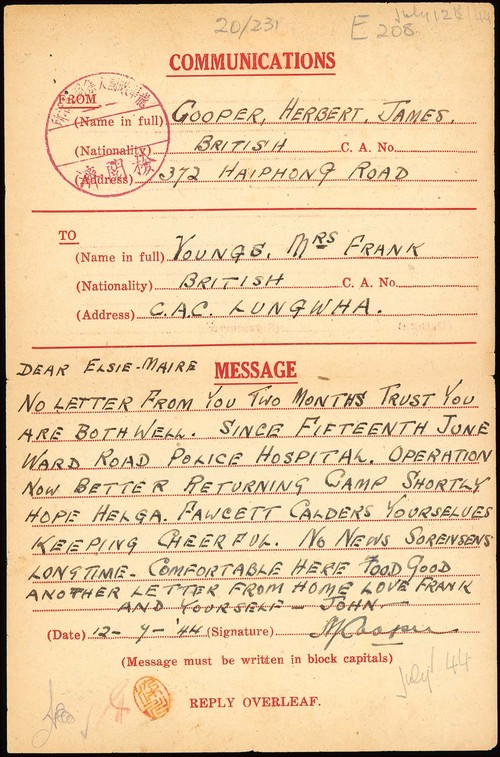 20/231
E 208
July 128/44
COMMUNICATIONS
FROM
(Name in full) COOPER, HERBERT, JAMES.
(Nationality) BRITISH C. A. No.
(Address) 372 HAIPHONG ROAD
TO
(Name in full) YOUNGS, MRS FRANK
(Nationality) BRITISH C. A. No.
(Address) C.A.C. LUNGWHA.
DEAR ELSIE-MAIRE MESSAGE
NO LETTER FROM YOU TWO MONTHS TRUST YOU
ARE BOTH WELL. SINCE FIFTEENTH JUNE
WARD ROAD POLICE HOSPITAL. OPERATION
NOW BETTER RETURNING CAMP SHORTLY
HOPE HELGA. FAWCETT CALDERS YOURSELVES
KEEPING CHEERFUL. NO NEWS SORENSENS
LONGTIME. COMFORTABLE HERE FOOD GOOD
ANOTHER LETTER FROM HOME LOVE FRANK
AND YOURSELF - JOHN.
(Date) 12-7-'44 (Signature) HJCooper
(Message must be written in block capitals)
July 44
REPLY OVERLEAF.